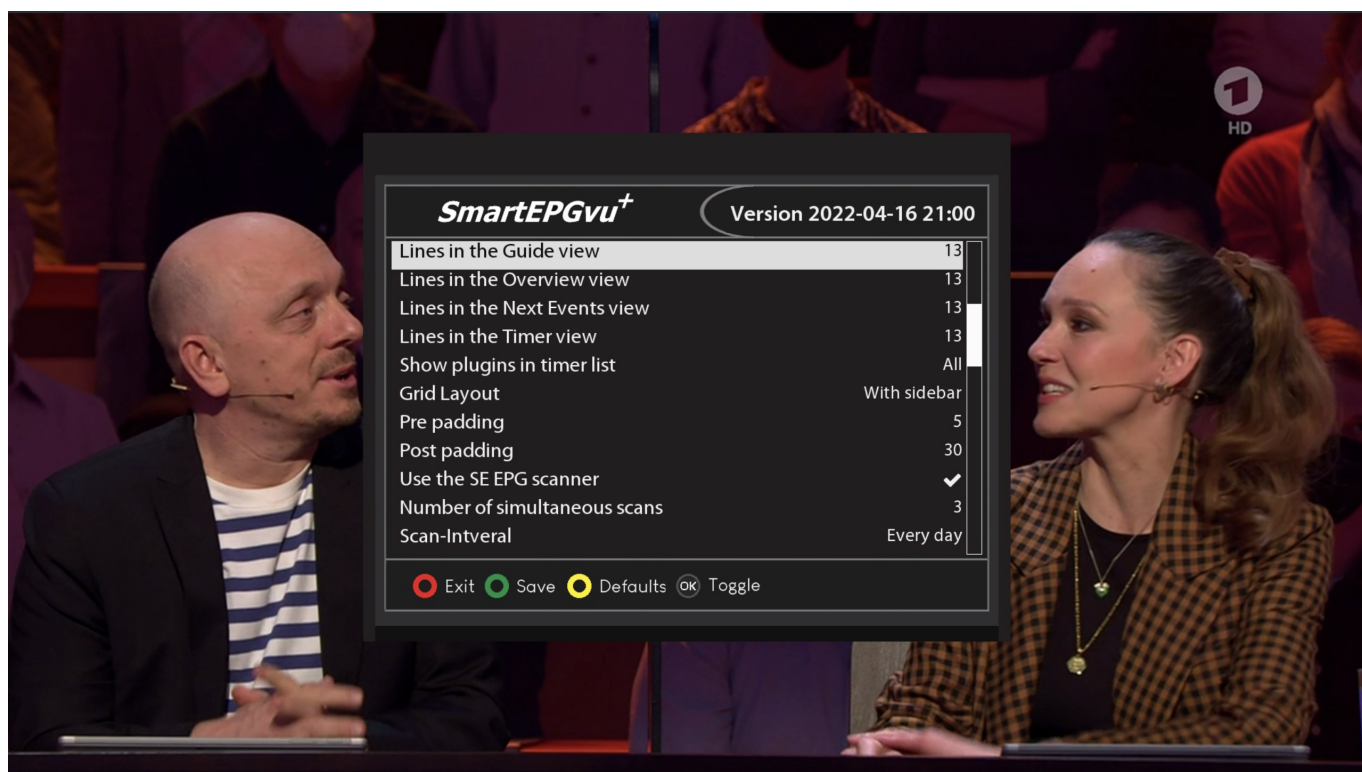 1
HD
SmartEPGvu+
Version 2022-04-16 21:00
Lines in the Guide view 13
Lines in the Overview view 13
Lines in the Next Events view 13
Lines in the Timer view 13
Show plugins in timer list All
Grid Layout With sidebar
Pre padding 5
Post padding 30
Use the SE EPG scanner ✔
Number of simultaneous scans 3
Scan-Intveral Every day
Exit Save Defaults OK Toggle